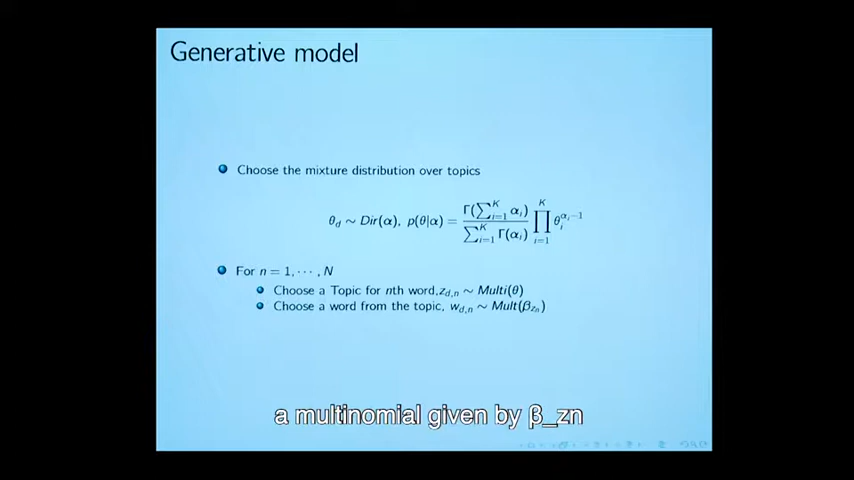 Generative model
Choose the mixture distribution over topics
θ_d ∼ Dir(α), p(θ|α) = Γ(∑_{i=1}^K α_i) / ∑_{i=1}^K Γ(α_i) ∏_{i=1}^K θ_i^{α_i−1}
For n = 1, ⋯ , N
Choose a Topic for nth word,z_{d,n} ∼ Multi(θ)
Choose a word from the topic, w_{d,n} ∼ Mult(β_{z_n})
a multinomial given by β_zn